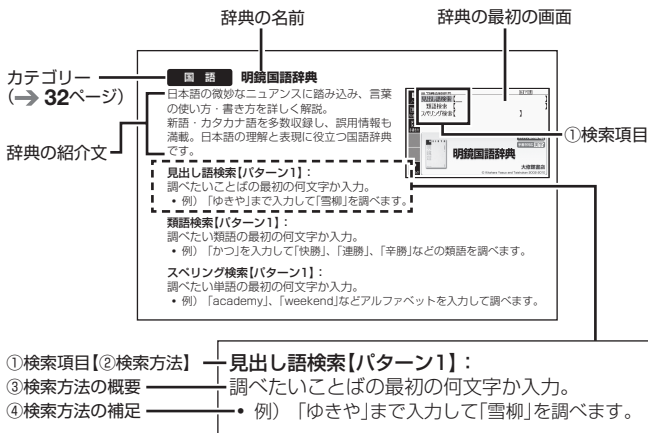 辞典の名前
辞典の最初の画面
カテゴリー
(→ 32ページ)
国 語 明鏡国語辞典
日本語の微妙なニュアンスに踏み込み、言葉
の使い方・書き方を詳しく解説。
新語・カタカナ語を多数収録し、誤用情報も
満載。日本語の理解と表現に役立つ国語辞典
です。
見出し語検索
類語検索
スペリング検索
明鏡国語辞典
大修館書店
①検索項目
辞典の紹介文
見出し語検索【パターン1】:
調べたいことばの最初の何文字か入力。
• 例) 「ゆきや」まで入力して「雪柳」を調べます。
類語検索【パターン1】:
調べたい類語の最初の何文字か入力。
• 例) 「かつ」を入力して「快勝」、「連勝」、「辛勝」などの類語を調べます。
スペリング検索【パターン1】:
調べたい単語の最初の何文字か入力。
• 例) 「academy」、「weekend」などアルファベットを入力して調べます。
①検索項目【②検索方法】 見出し語検索【パターン1】:
③検索方法の概要 調べたいことばの最初の何文字か入力。
④検索方法の補足 • 例) 「ゆきや」まで入力して「雪柳」を調べます。